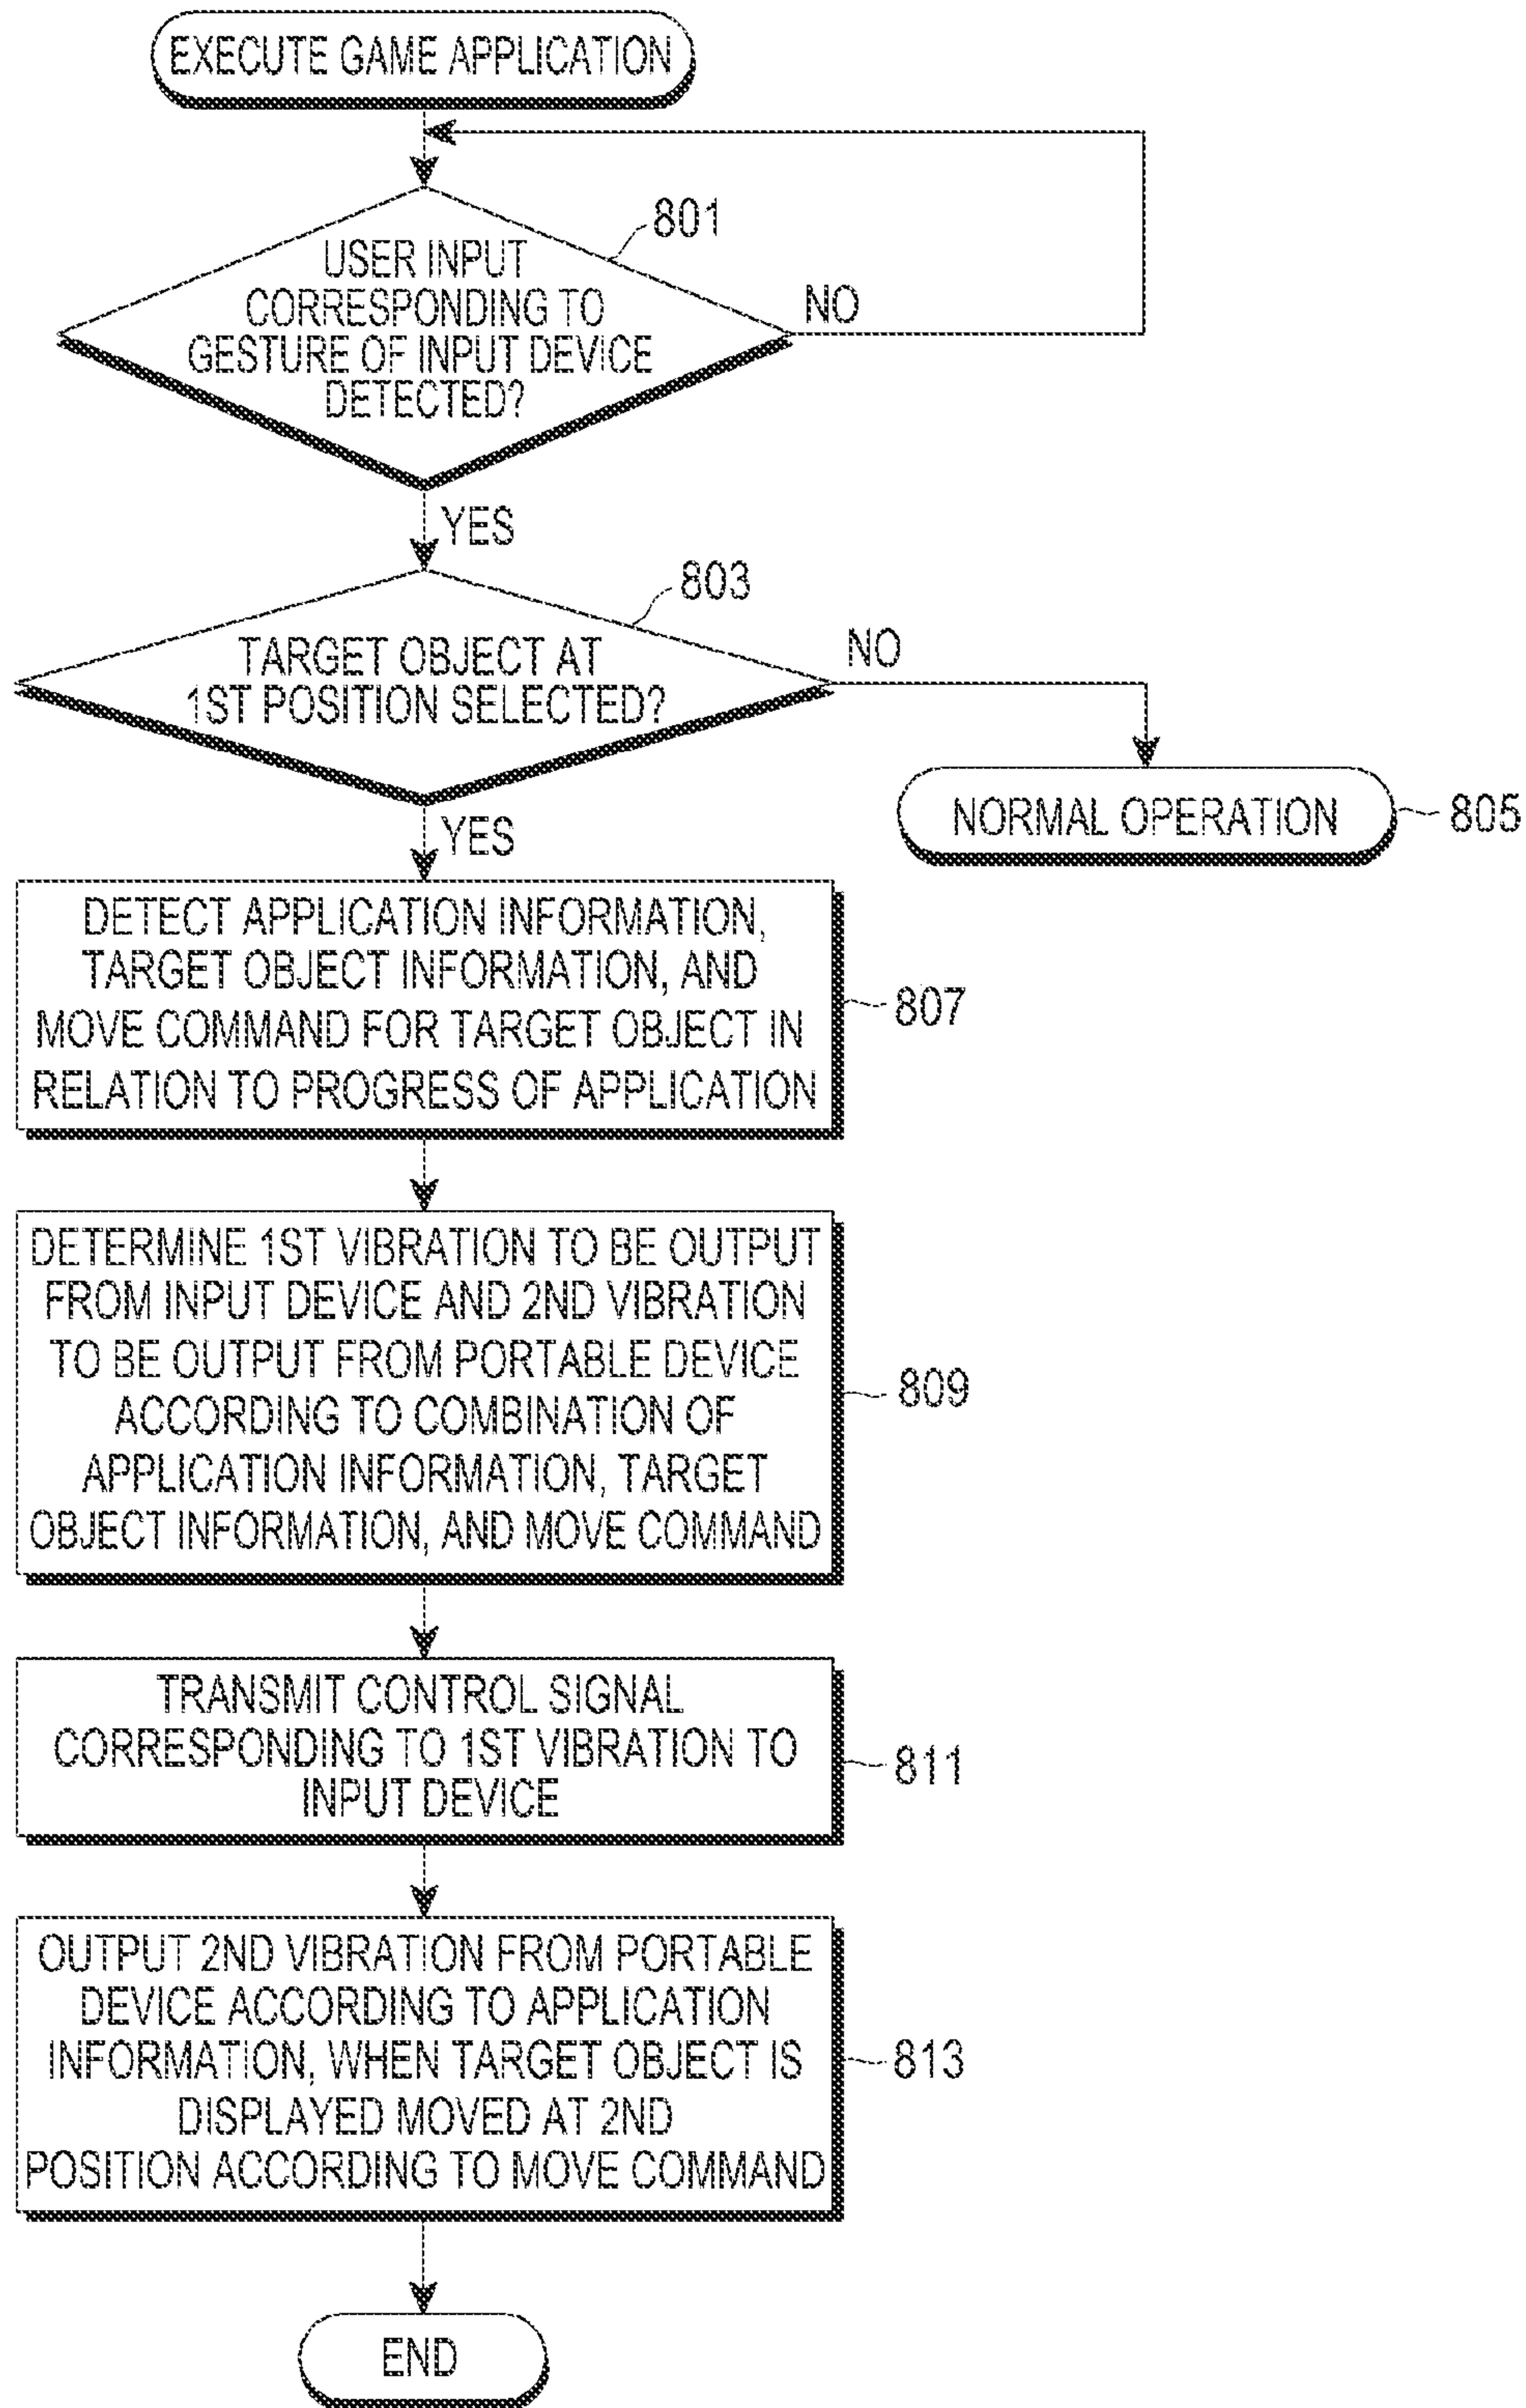 EXECUTE GAME APPLICATION
801
USER INPUT
CORRESPONDING TO
GESTURE OF INPUT DEVICE
DETECTED?
NO
YES
803
TARGET OBJECT AT
1ST POSITION SELECTED?
NO
YES
NORMAL OPERATION
805
DETECT APPLICATION INFORMATION,
TARGET OBJECT INFORMATION, AND
MOVE COMMAND FOR TARGET OBJECT IN
RELATION TO PROGRESS OF APPLICATION
807
DETERMINE 1ST VIBRATION TO BE OUTPUT
FROM INPUT DEVICE AND 2ND VIBRATION
TO BE OUTPUT FROM PORTABLE DEVICE
ACCORDING TO COMBINATION OF
APPLICATION INFORMATION, TARGET
OBJECT INFORMATION, AND MOVE COMMAND
809
TRANSMIT CONTROL SIGNAL
CORRESPONDING TO 1ST VIBRATION TO
INPUT DEVICE
811
OUTPUT 2ND VIBRATION FROM PORTABLE
DEVICE ACCORDING TO APPLICATION
INFORMATION, WHEN TARGET OBJECT IS
DISPLAYED MOVED AT 2ND
POSITION ACCORDING TO MOVE COMMAND
813
END